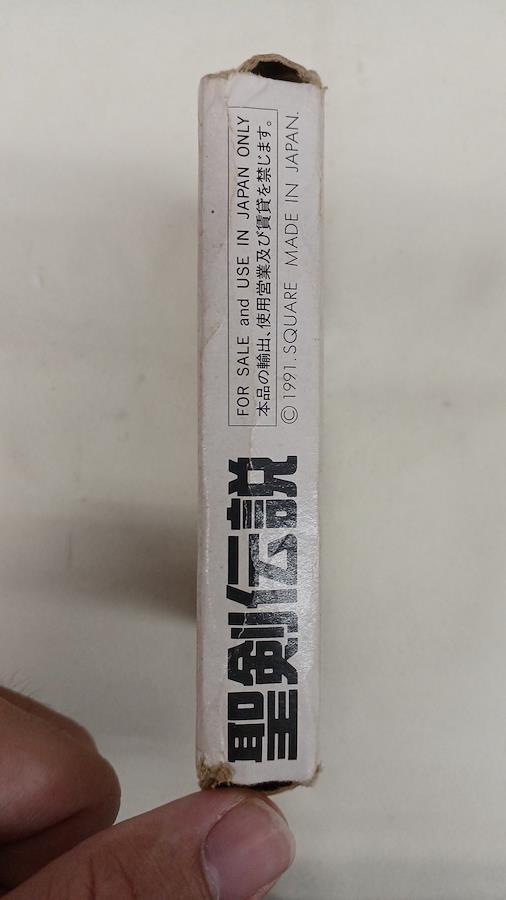 聖剣伝説
FOR SALE and USE IN JAPAN ONLY
本品の輸出、使用営業及び賃貸を禁じます。
©1991. SQUARE MADE IN JAPAN.